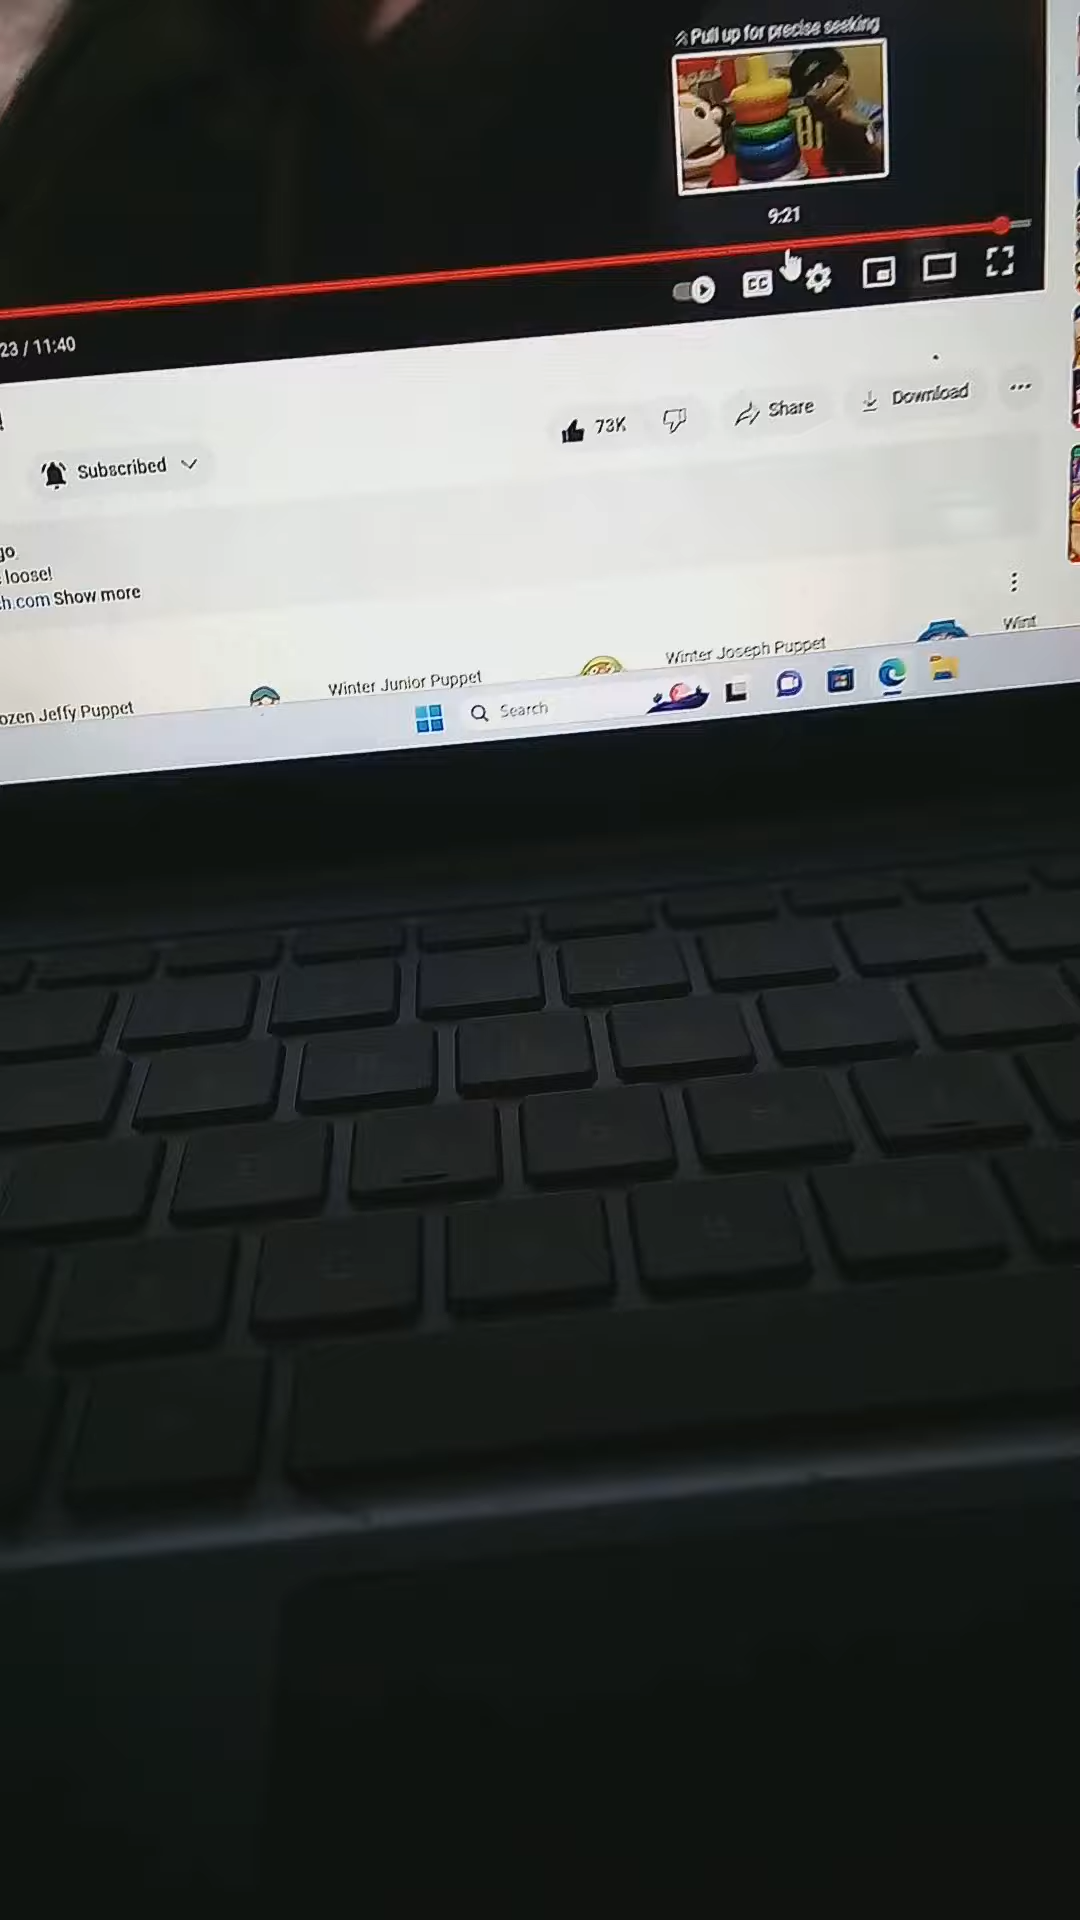 Pull up for precise seeking
9:21
CC
23 / 11:40
73K
Share
Download
Subscribed
go
loose!
h.com Show more
Wint
Winter Joseph Puppet
Winter Junior Puppet
ozen Jeffy Puppet
Search